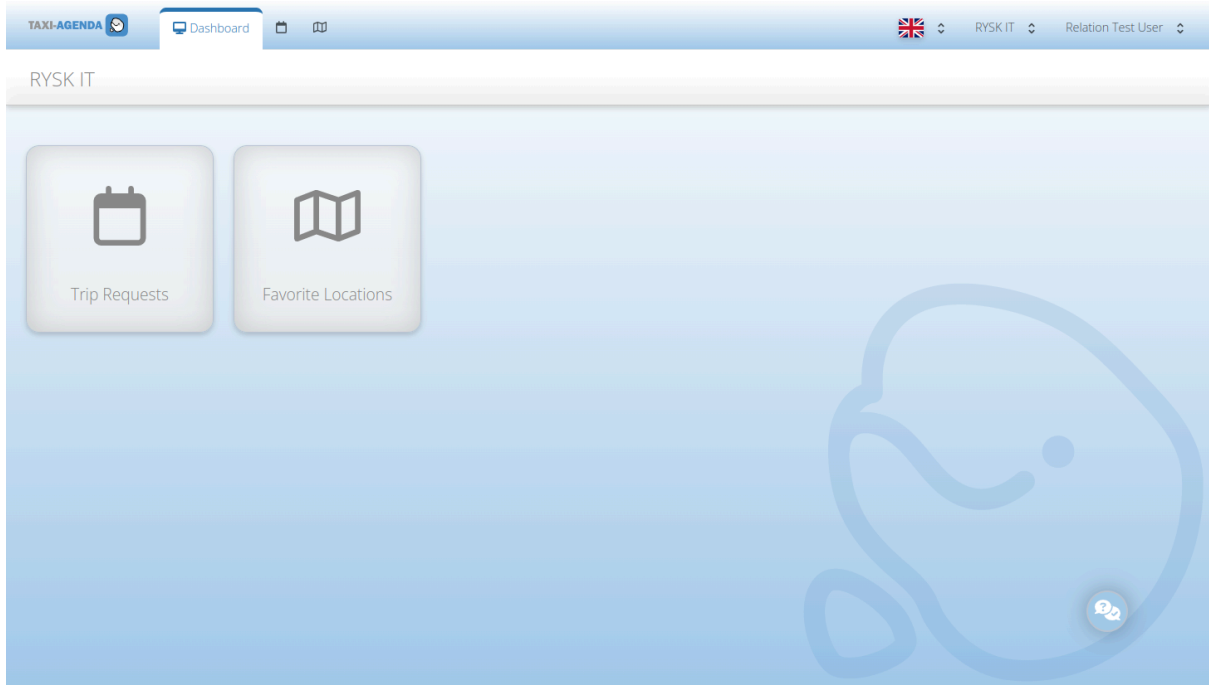 TAXI-AGENDA
Dashboard
RYSK IT
Relation Test User
RYSK IT
Trip Requests
Favorite Locations